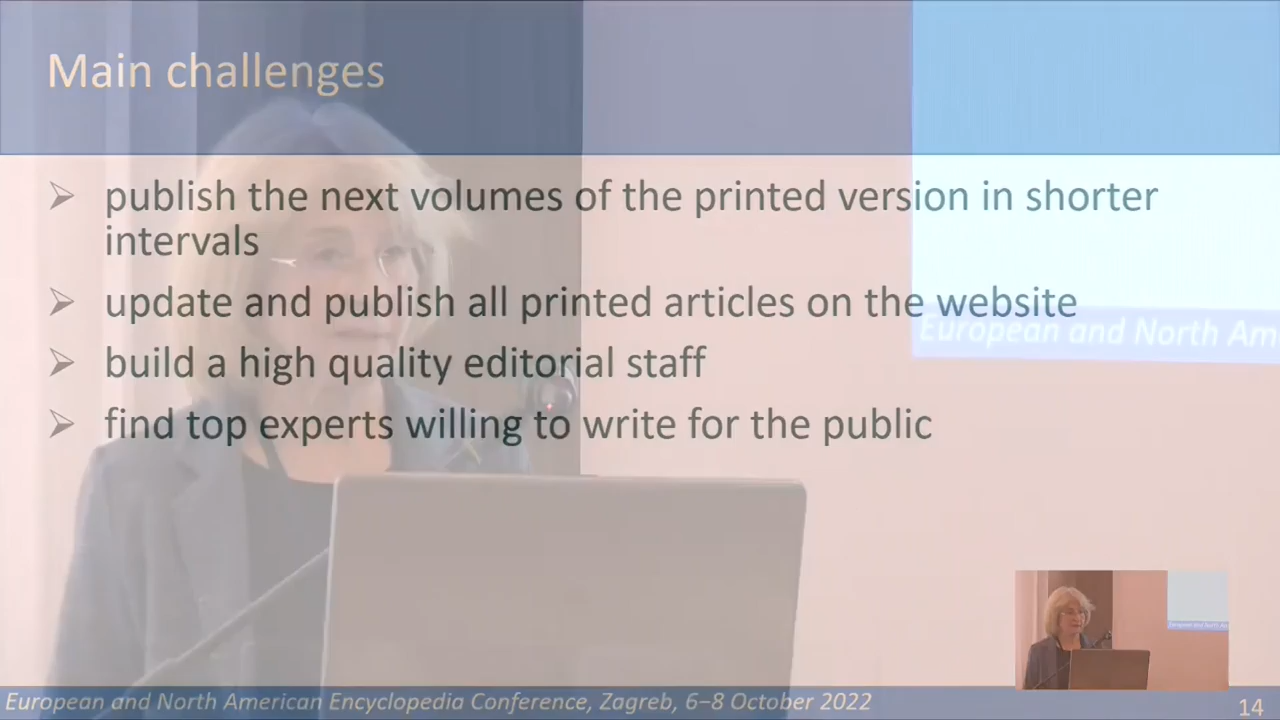 Main challenges
publish the next volumes of the printed version in shorter
intervals
update and publish all printed articles on the website
European and North Am
build a high quality editorial staff
find top experts willing to write for the public
European and North American Encyclopedia Conference, Zagreb, 6–8 October 2022
14